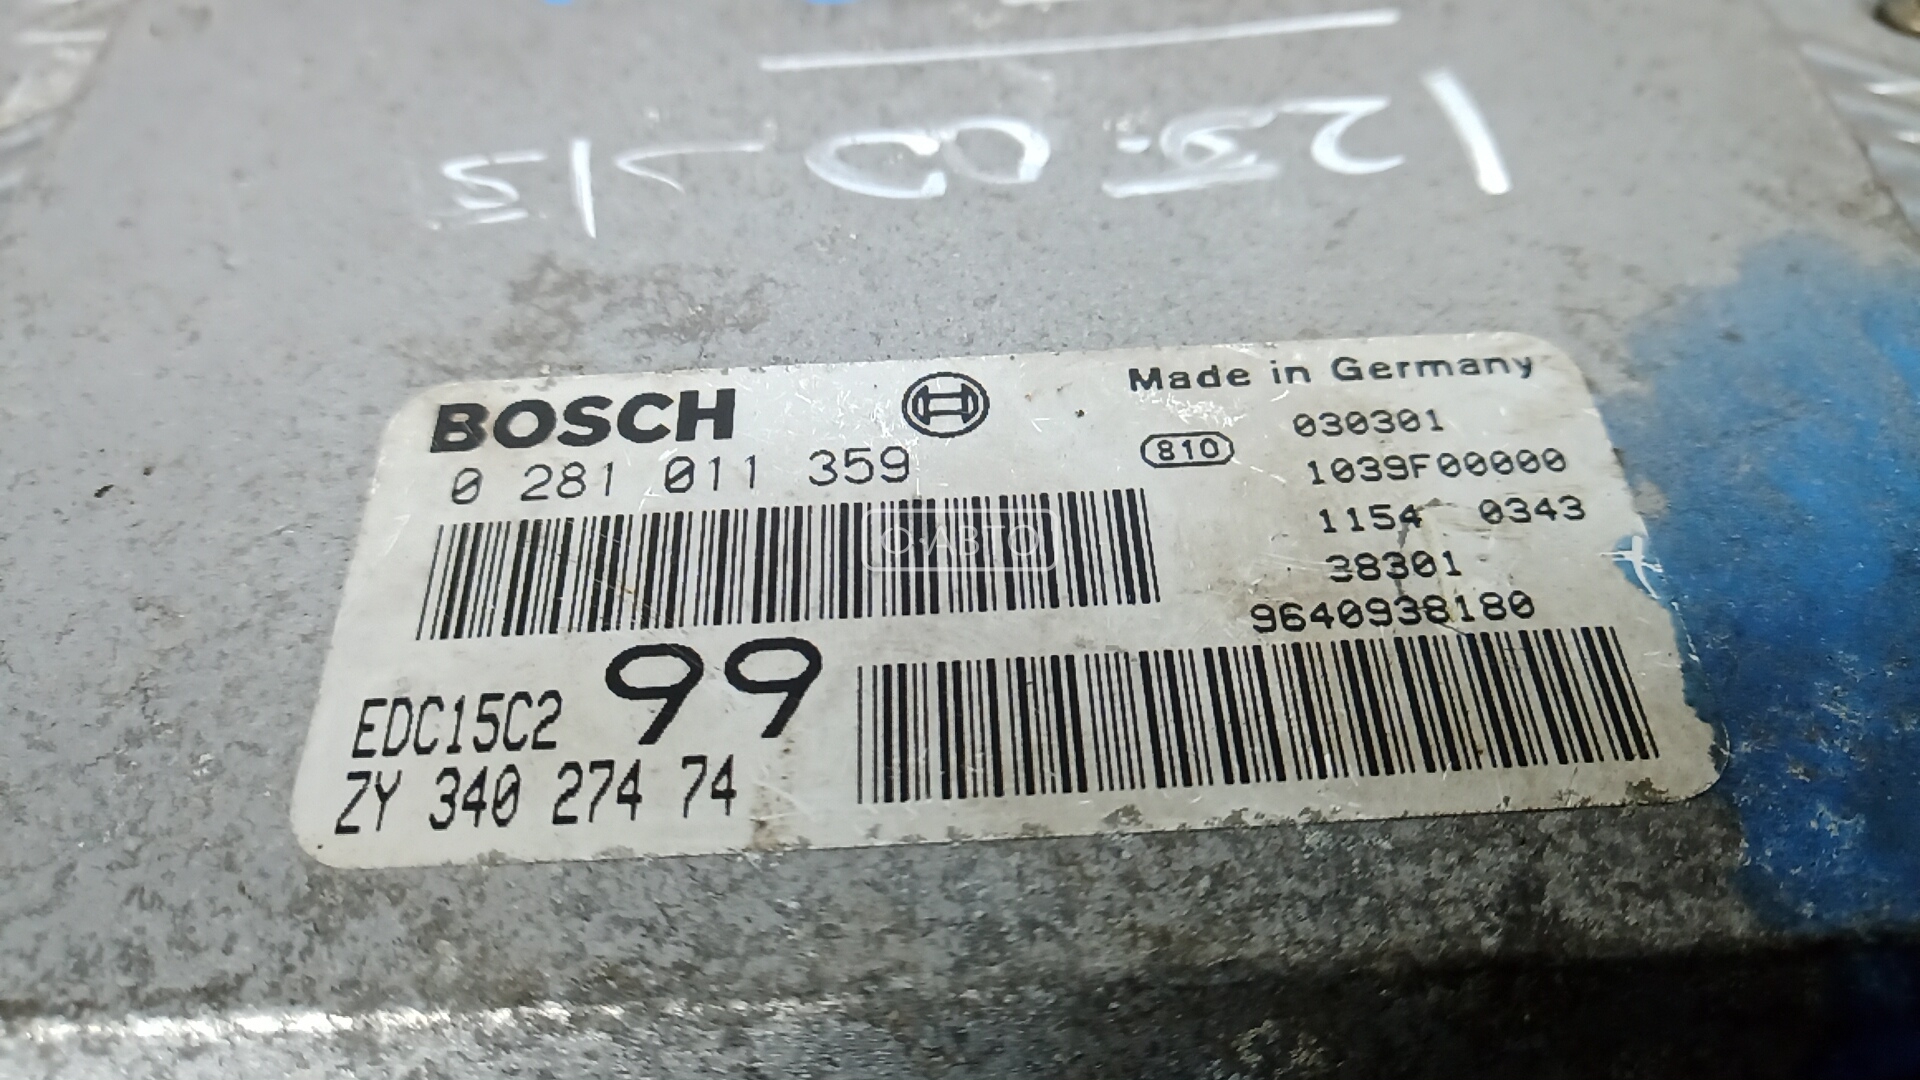 BOSCH
0 281 011 359
Made in Germany
810
030301
1039F00000
1154 0343
38301
9640938180
С·АВТО
EDC15C2 99
ZY 340 274 74